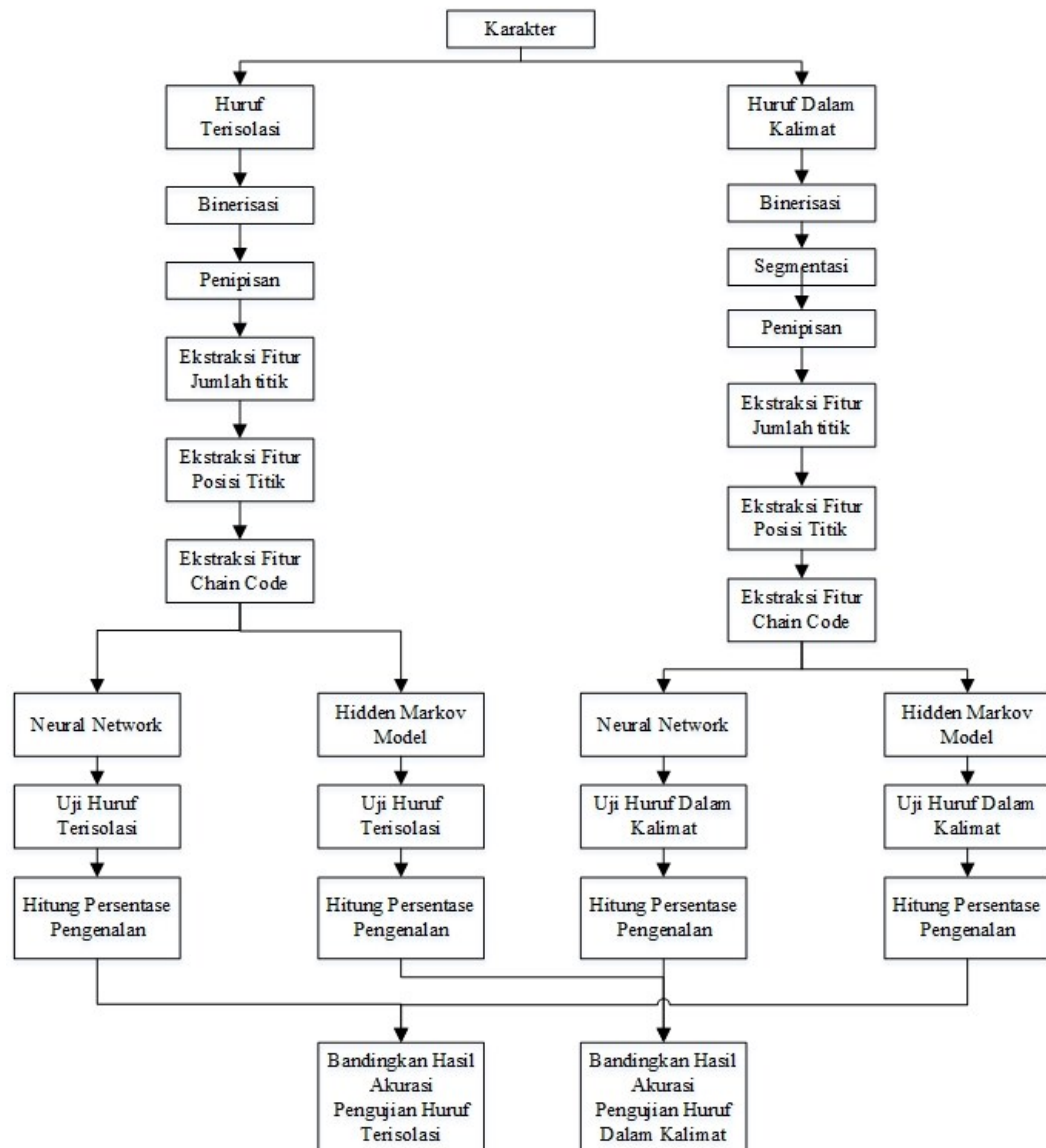 Karakter
Huruf
Terisolasi
Huruf Dalam
Kalimat
Binerisasi
Binerisasi
Penipisan
Segmentasi
Penipisan
Ekstraksi Fitur
Jumlah titik
Ekstraksi Fitur
Jumlah titik
Ekstraksi Fitur
Posisi Titik
Ekstraksi Fitur
Posisi Titik
Ekstraksi Fitur
Chain Code
Ekstraksi Fitur
Chain Code
Neural Network
Hidden Markov
Model
Neural Network
Hidden Markov
Model
Uji Huruf
Terisolasi
Uji Huruf
Terisolasi
Uji Huruf Dalam
Kalimat
Uji Huruf Dalam
Kalimat
Hitung Persentase
Pengenalan
Hitung Persentase
Pengenalan
Hitung Persentase
Pengenalan
Hitung Persentase
Pengenalan
Bandingkan Hasil
Akurasi
Pengujian Huruf
Terisolasi
Bandingkan Hasil
Akurasi
Pengujian Huruf
Dalam Kalimat